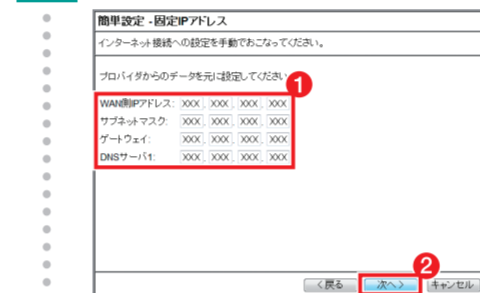 簡単設定 - 固定IPアドレス
インターネット接続への設定を手動でおこなってください。
プロバイダからのデータを元に設定してください
1
WAN側IPアドレス: XXX . XXX . XXX . XXX
サブネットマスク: XXX . XXX . XXX . XXX
ゲートウェイ: XXX . XXX . XXX . XXX
DNSサーバ1: XXX . XXX . XXX . XXX
2
<戻る 次へ> キャンセル